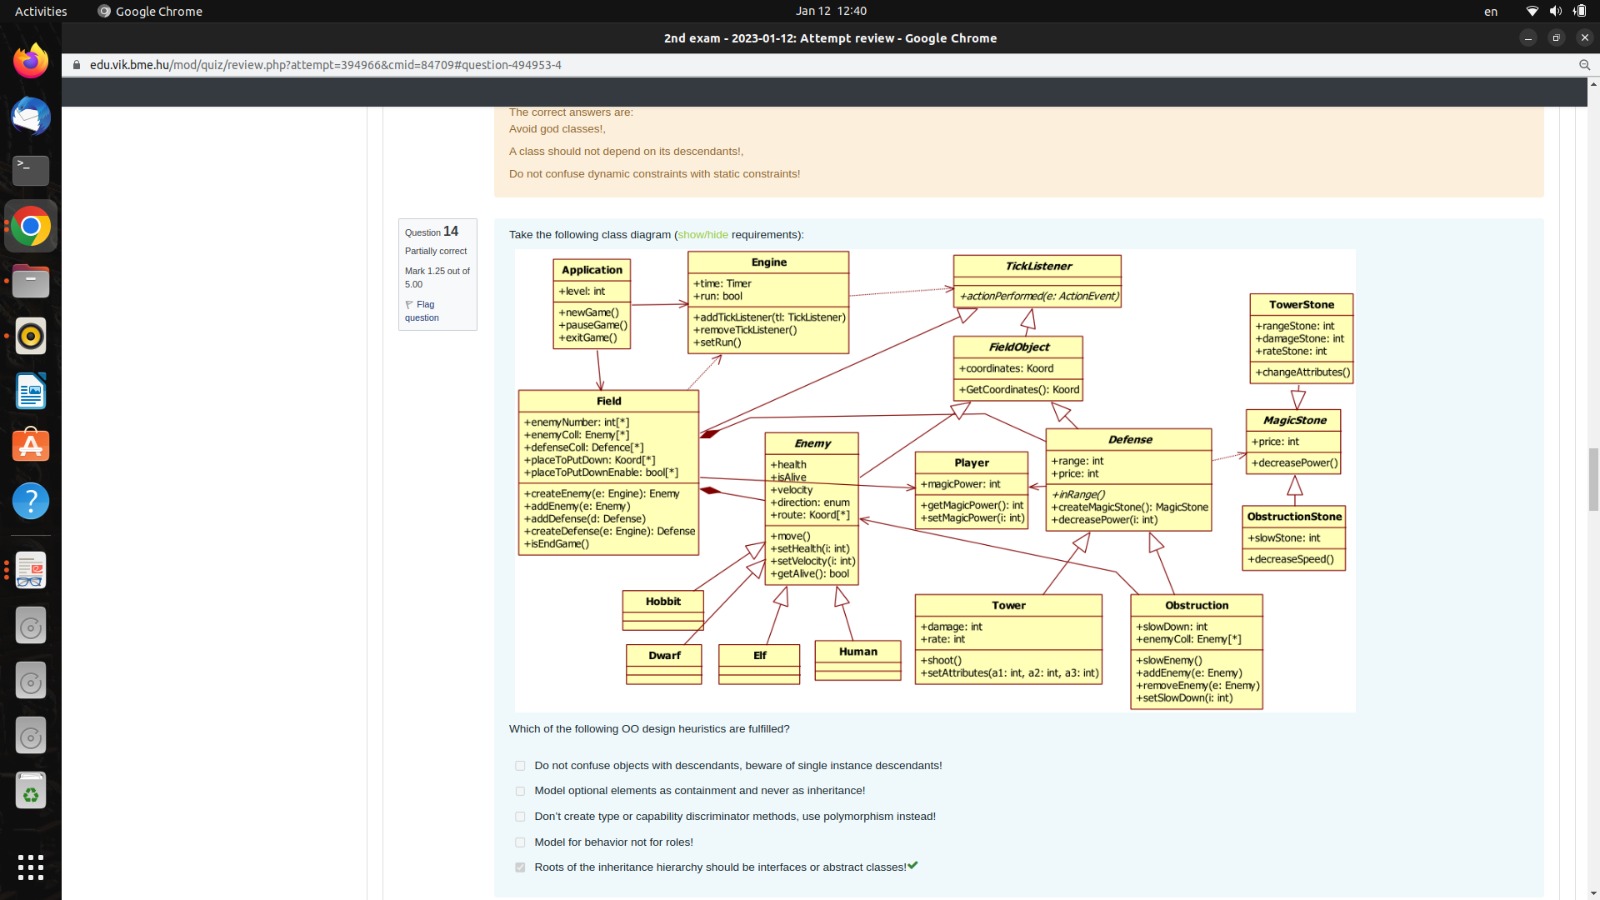 Activities
Google Chrome
Jan 12 12:40
en
2nd exam - 2023-01-12: Attempt review - Google Chrome
edu.vik.bme.hu/mod/quiz/review.php?attempt=394966&cmid=84709#question-494953-4
The correct answers are:
Avoid god classes!,
A class should not depend on its descendants!,
Do not confuse dynamic constraints with static constraints!
Question 14
Partially correct
Mark 1.25 out of
5.00
Flag
question
Take the following class diagram (show/hide requirements):
Application
+level: int
+newGame()
+pauseGame()
+exitGame()
Engine
+time: Timer
+run: bool
+addTickListener(tl: TickListener)
+removeTickListener()
+setRun()
TickListener
+actionPerformed(e: ActionEvent)
TowerStone
+rangeStone: int
+damageStone: int
+rateStone: int
+changeAttributes()
FieldObject
+coordinates: Koord
+GetCoordinates(): Koord
Field
+enemyNumber: int[*]
+enemyColl: Enemy[*]
+defenseColl: Defence[*]
+placeToPutDown: Koord[*]
+placeToPutDownEnable: bool[*]
+createEnemy(e: Engine): Enemy
+addEnemy(e: Enemy)
+addDefense(d: Defense)
+createDefense(e: Engine): Defense
+isEndGame()
Enemy
+health
+isAlive
+velocity
+direction: enum
+route: Koord[*]
+move()
+setHealth(i: int)
+setVelocity(i: int)
+getAlive(): bool
Player
+magicPower: int
+getMagicPower(): int
+setMagicPower(i: int)
Defense
+range: int
+price: int
+inRange()
+createMagicStone(): MagicStone
+decreasePower(i: int)
MagicStone
+price: int
+decreasePower()
ObstructionStone
+slowStone: int
+decreaseSpeed()
Hobbit
Dwarf
Elf
Human
Tower
+damage: int
+rate: int
+shoot()
+setAttributes(a1: int, a2: int, a3: int)
Obstruction
+slowDown: int
+enemyColl: Enemy[*]
+slowEnemy()
+addEnemy(e: Enemy)
+removeEnemy(e: Enemy)
+setSlowDown(i: int)
Which of the following OO design heuristics are fulfilled?
Do not confuse objects with descendants, beware of single instance descendants!
Model optional elements as containment and never as inheritance!
Don't create type or capability discriminator methods, use polymorphism instead!
Model for behavior not for roles!
Roots of the inheritance hierarchy should be interfaces or abstract classes!